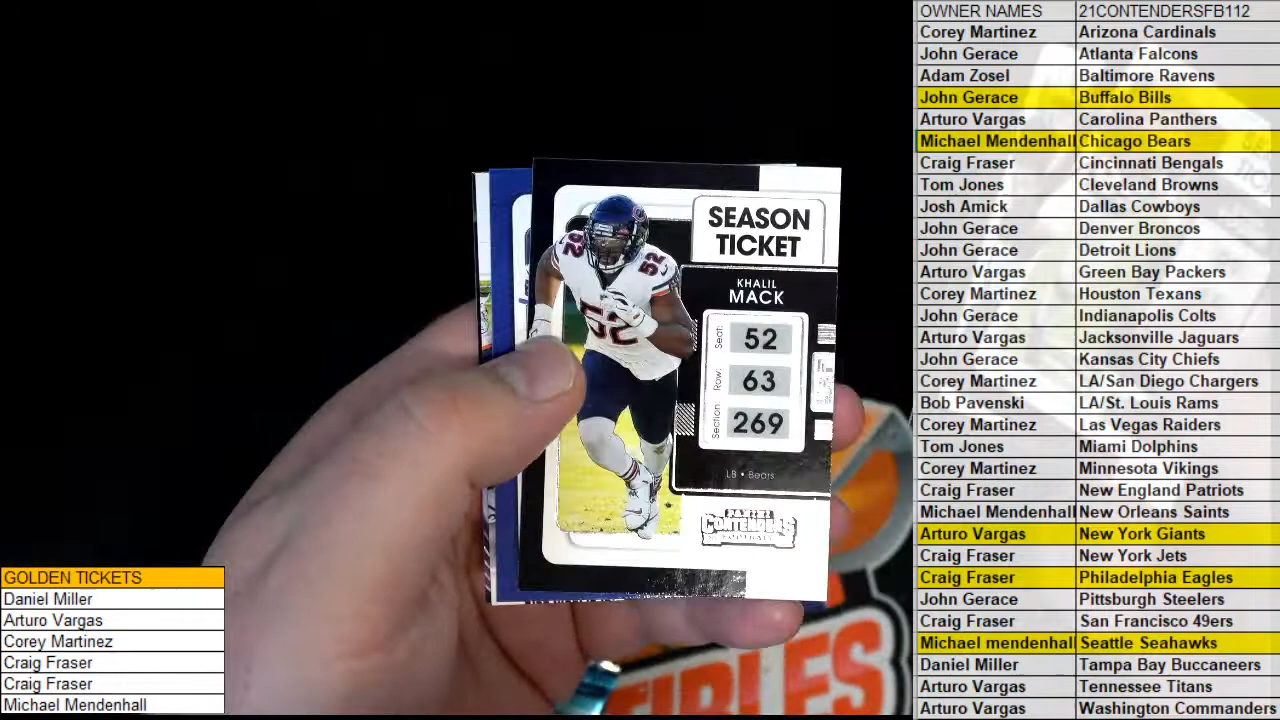 OWNER NAMES 21CONTENDERSFB112
Corey Martinez Arizona Cardinals
John Gerace Atlanta Falcons
Adam Zosel Baltimore Ravens
John Gerace Buffalo Bills
Arturo Vargas Carolina Panthers
Michael Mendenhall Chicago Bears
Craig Fraser Cincinnati Bengals
Tom Jones Cleveland Browns
Josh Amick Dallas Cowboys
John Gerace Denver Broncos
John Gerace Detroit Lions
Arturo Vargas Green Bay Packers
Corey Martinez Houston Texans
John Gerace Indianapolis Colts
Arturo Vargas Jacksonville Jaguars
John Gerace Kansas City Chiefs
Corey Martinez LA/San Diego Chargers
Bob Pavenski LA/St. Louis Rams
Corey Martinez Las Vegas Raiders
Tom Jones Miami Dolphins
Corey Martinez Minnesota Vikings
Craig Fraser New England Patriots
Michael Mendenhall New Orleans Saints
Arturo Vargas New York Giants
Craig Fraser New York Jets
Craig Fraser Philadelphia Eagles
John Gerace Pittsburgh Steelers
Craig Fraser San Francisco 49ers
Michael mendenhall Seattle Seahawks
Daniel Miller Tampa Bay Buccaneers
Arturo Vargas Tennessee Titans
Arturo Vargas Washington Commanders
SEASON
TICKET
KHALIL
MACK
Seat: 52
Row: 63
Section: 269
LB • Bears
PANINI
CONTENDERS
FOOTBALL
52
52
52
GOLDEN TICKETS
Daniel Miller
Arturo Vargas
Corey Martinez
Craig Fraser
Craig Fraser
Michael Mendenhall